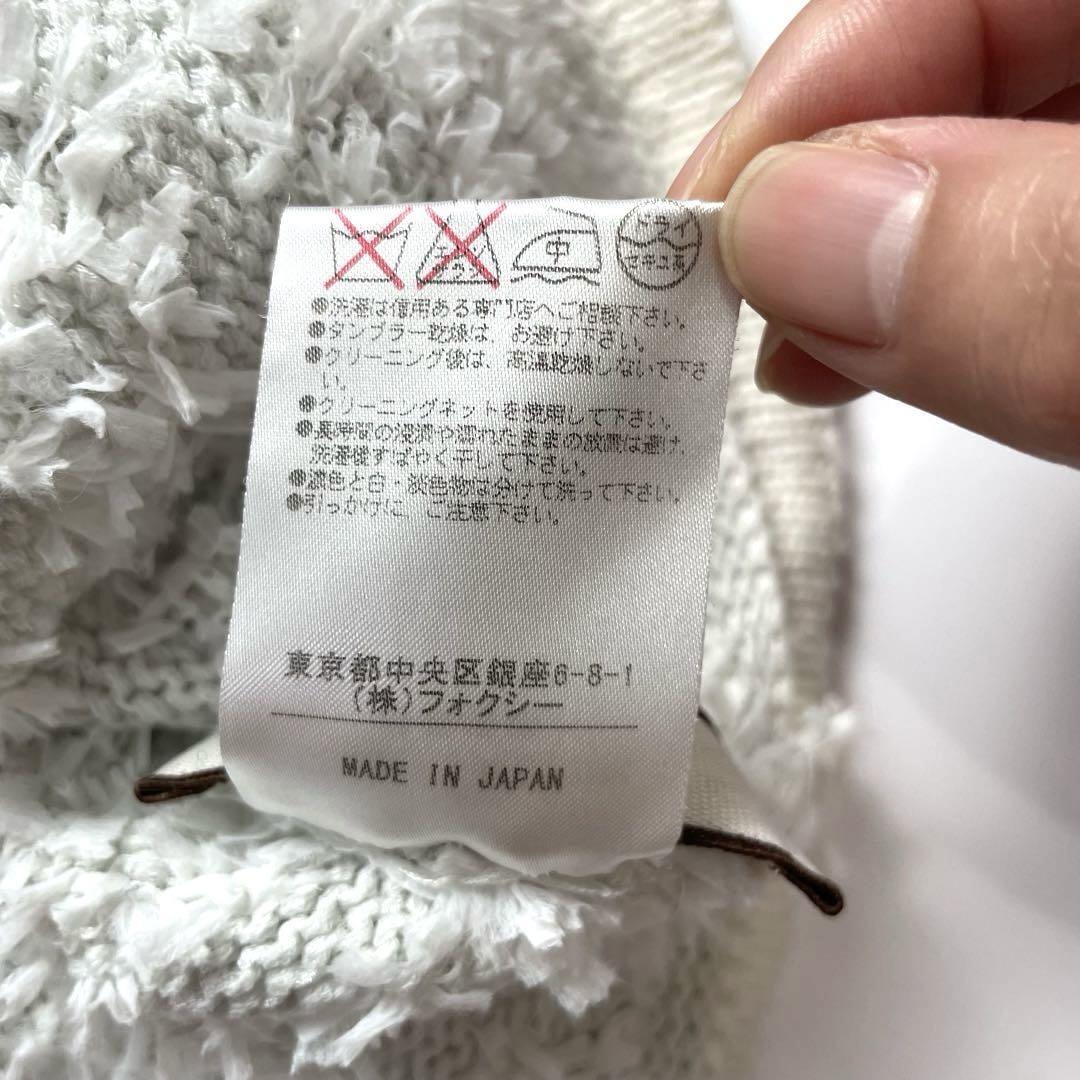 エンソ サラシ 中 ドライ
セキユ系
●洗濯は信用ある専門店へご相談下さい。
●タンブラー乾燥は、お避け下さい。
●クリーニング後は、高温乾燥しないで下さ
い。
●クリーニングネットを使用して下さい。
●長時間の浸漬や濡れたままの放置は避け、
洗濯後すばやく干して下さい。
●濃色と白・淡色物は分けて洗って下さい。
●引っかけに、ご注意下さい。
東京都中央区銀座6-8-1
(株)フォクシー
MADE IN JAPAN